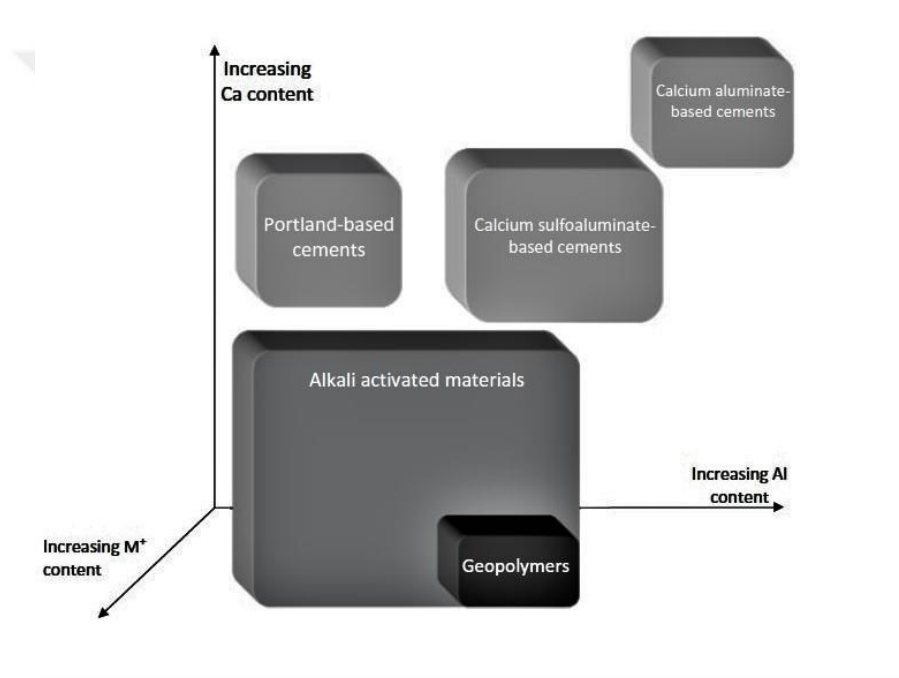 Increasing
Ca content
Calcium aluminate-
based cements
Portland-based
cements
Calcium sulfoaluminate-
based cements
Alkali activated materials
Increasing Al
content
Increasing M⁺
content
Geopolymers